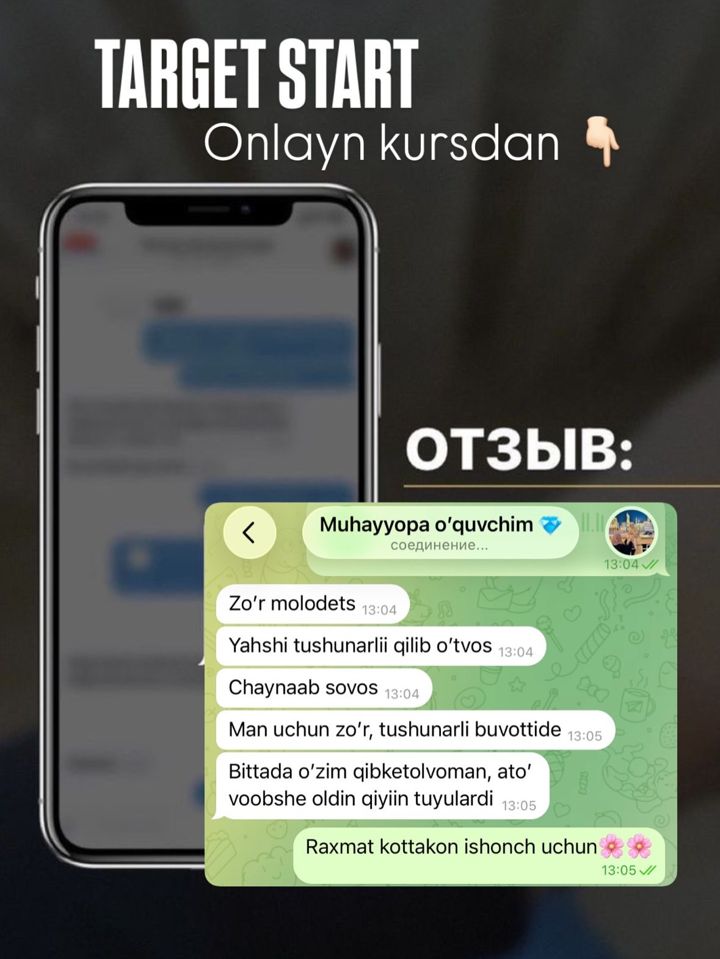 TARGET START
Onlayn kursdan 👇🏻
ОТЗЫВ:
Muhayyopa o'quvchim 💎
соединение...
13:04
Zo'r molodets 13:04
Yahshi tushunarlii qilib o'tvos 13:04
Chaynaab sovos 13:04
Man uchun zo'r, tushunarli buvottide 13:05
Bittada o'zim qibketolvoman, ato'
voobshe oldin qiyiin tuyulardi 13:05
Raxmat kottakon ishonch uchun🌸🌸
13:05